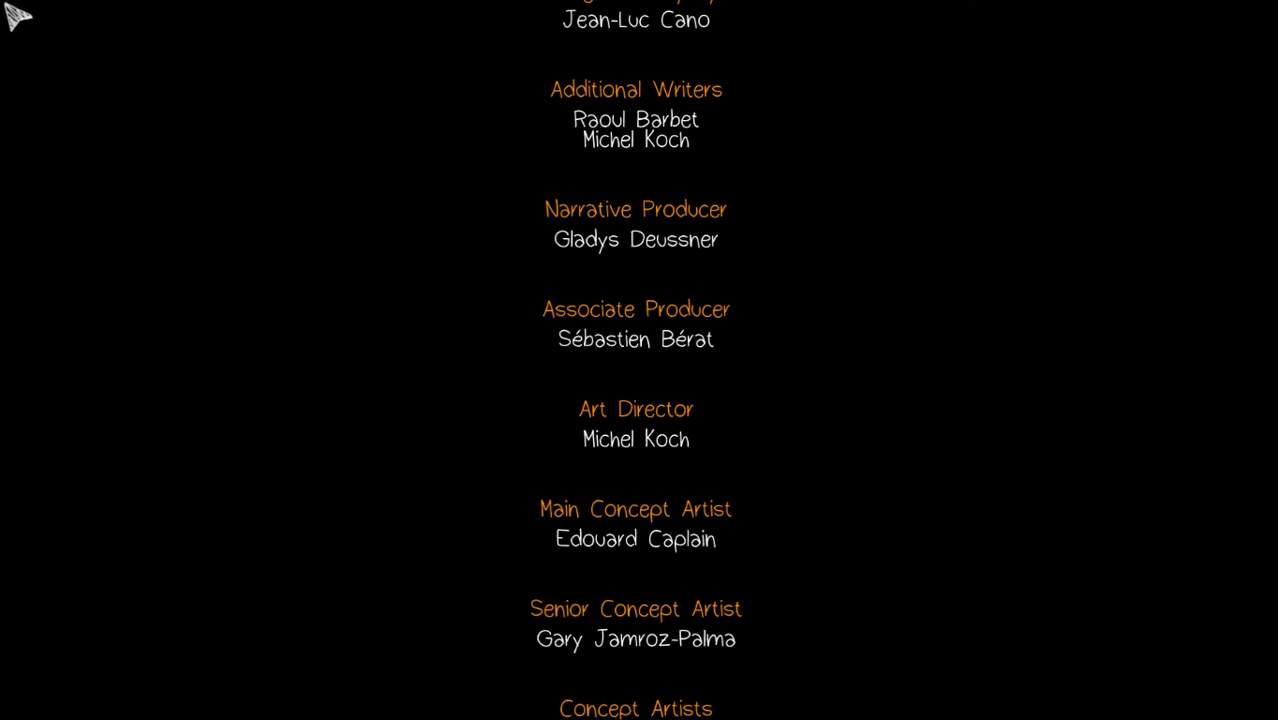 Jean-Luc Cano
Additional Writers
Raoul Barbet
Michel Koch
Narrative Producer
Gladys Deussner
Associate Producer
Sébastien Bérat
Art Director
Michel Koch
Main Concept Artist
Edouard Caplain
Senior Concept Artist
Gary Jamroz-Palma
Concept Artists